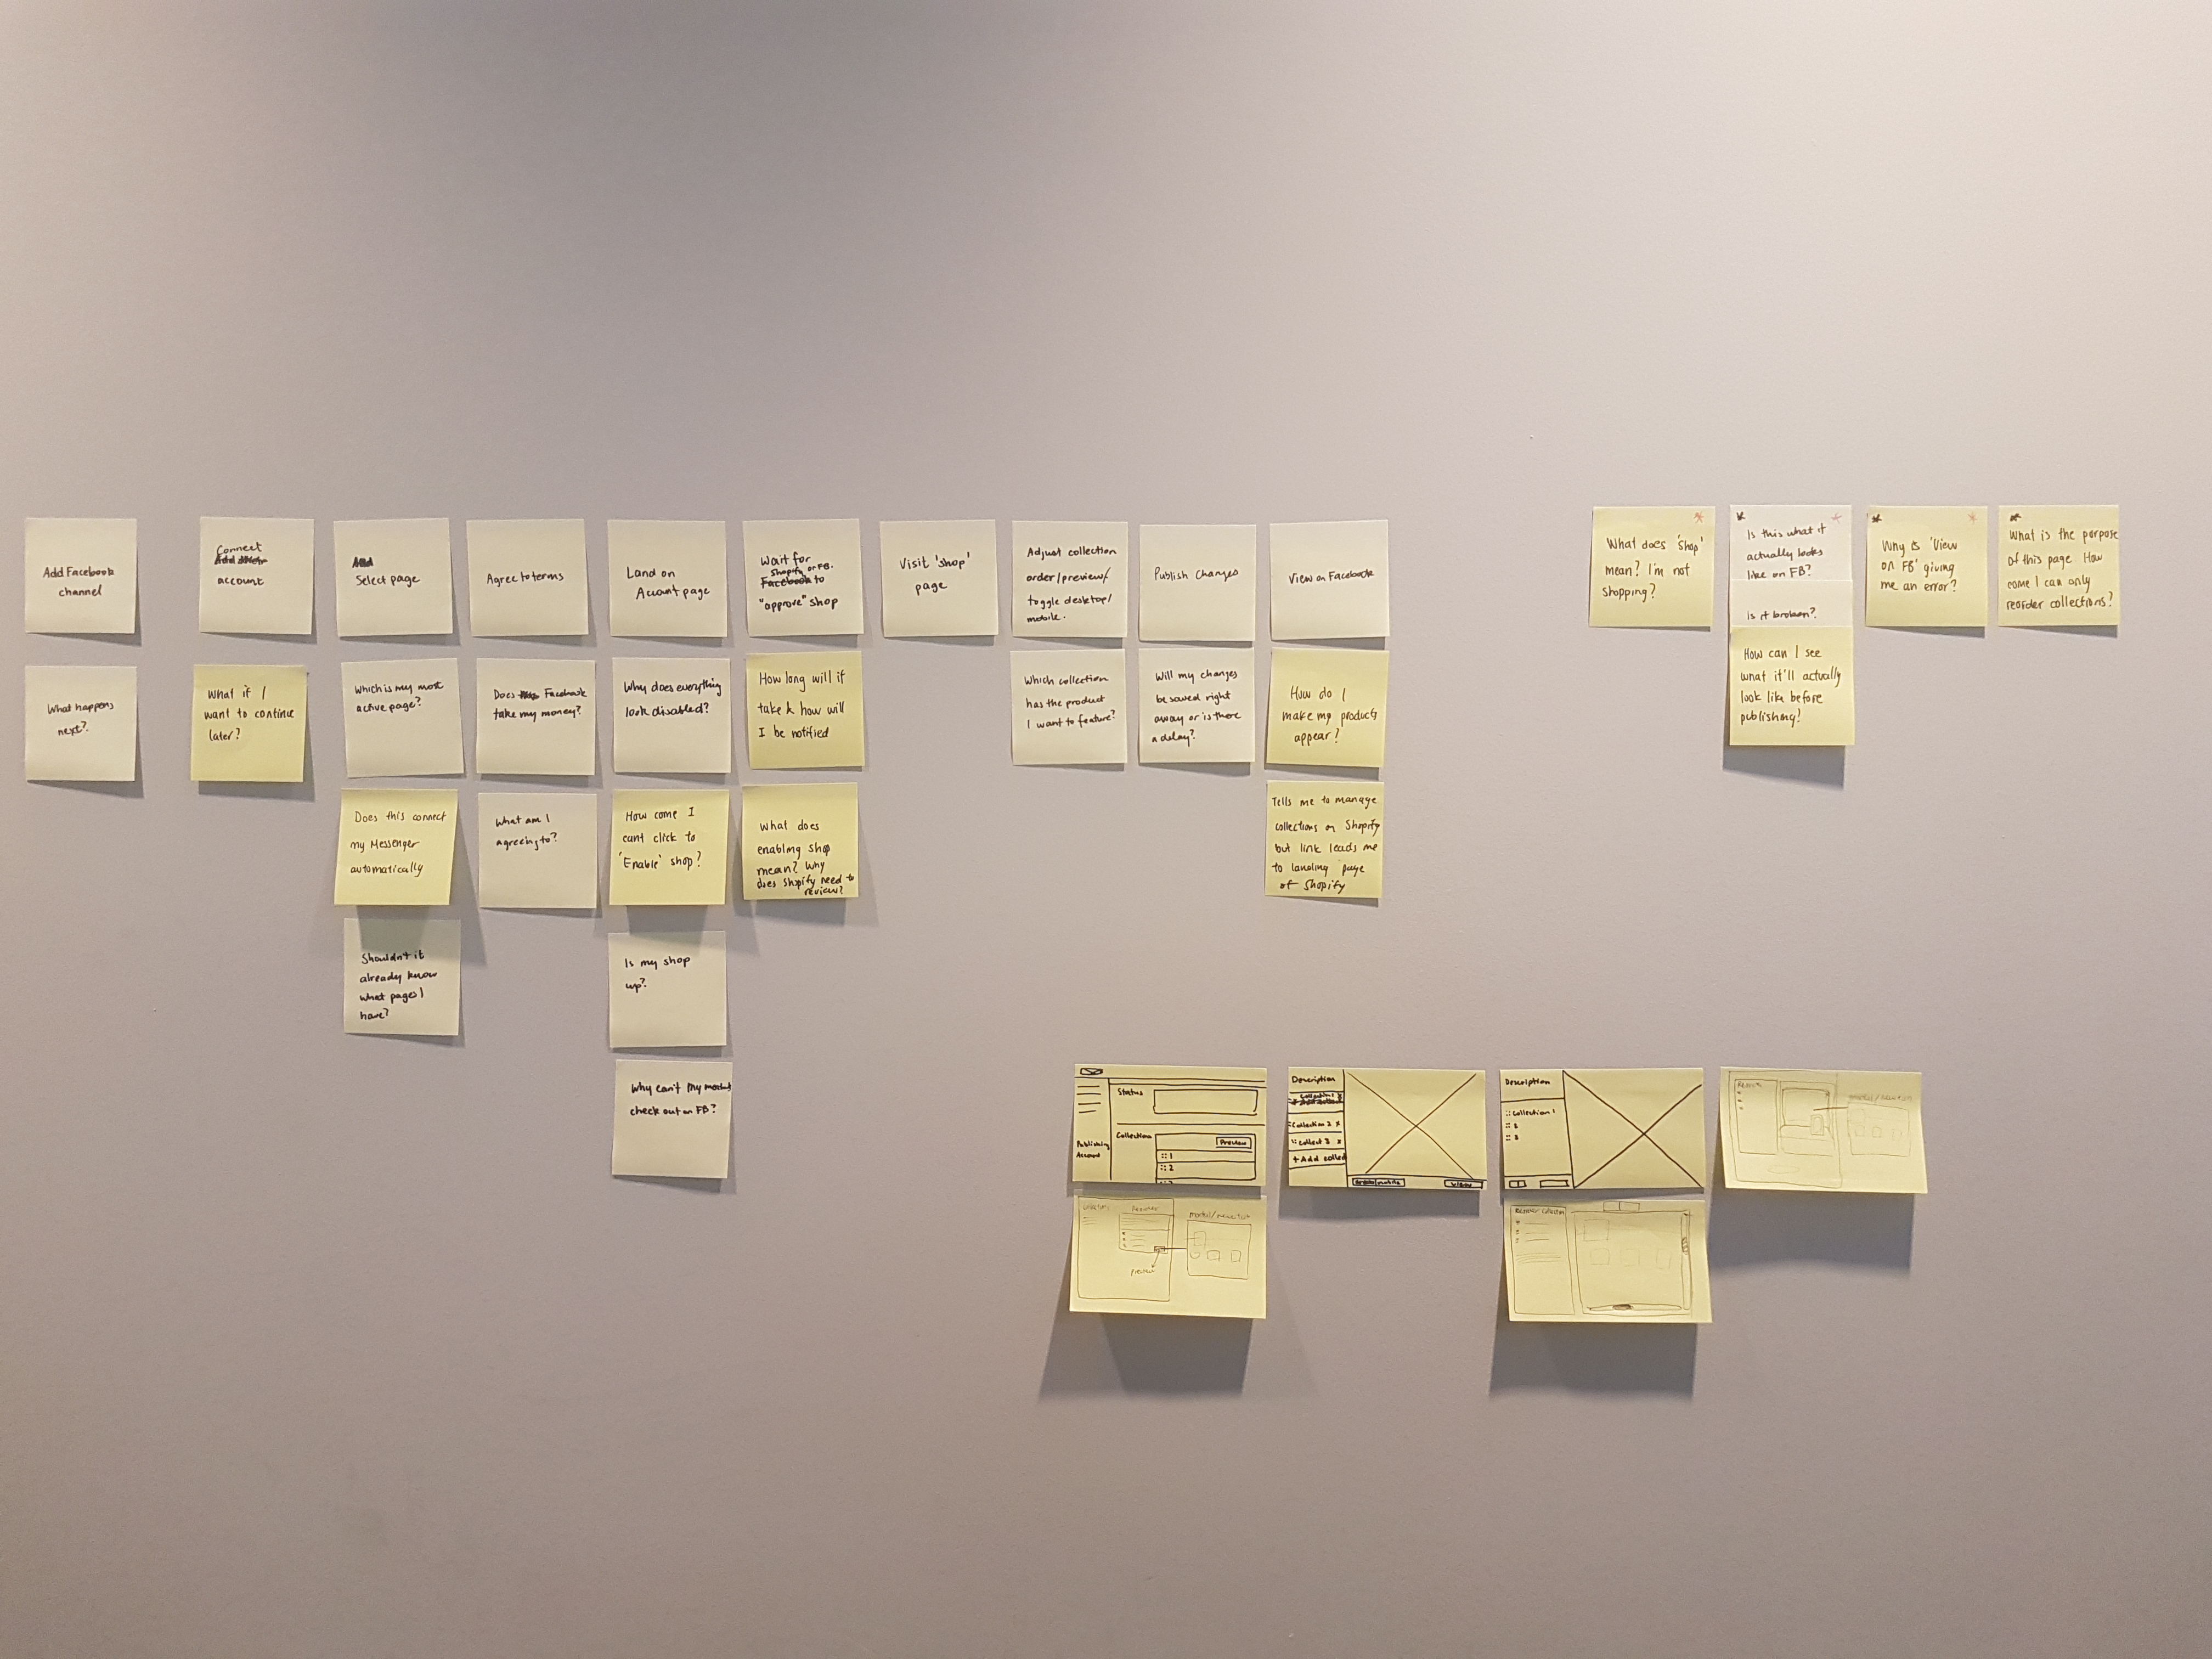 Add Facebook
channel
Connect
account
Select page
Agree to terms
Land on
Account page
Wait for
Shopify or FB.
Facebook to
"approve" shop
Visit 'shop'
page
Adjust collection
order/preview/
toggle desktop/
mobile.
Publish Changes
View on Facebook
What happens
next?
What if I
want to continue
later?
Which is my most
active page?
Does Facebook
take my money?
Why does everything
look disabled?
How long will it
take & how will
I be notified
Which collection
has the product
I want to feature?
Will my changes
be saved right
away or is there
a delay?
How do I
make my products
appear?
Does this connect
my Messenger
automatically
What am I
agreeing to?
How come I
cant click to
'Enable' shop?
What does
enabling shop
mean? Why
does Shopify need to
review?
Tells me to manage
collections on Shopify
but link leads me
to landing page
of Shopify
Shouldn't it
already know
what pages I
have?
Is my shop
up?
Why can't my
check out on FB?
What does 'Shop'
mean? I'm not
shopping?
Is this what it
actually looks
like on FB?
Is it broken?
How can I see
what it'll actually
look like before
publishing?
Why is 'View
on FB' giving
me an error?
What is the purpose
of this page How
come I can only
reorder collections?
Status
Collection
Preview
Publishing
Account
:: 1
:: 2
Description
Collection 1 x
:: Collection 2 x
:: collect 3 x
+ Add collect
View
Description
:: Collection 1
:: 2
:: 3
Reorder
modal/new tab
Reorder
modal/new tab
Preview
Reorder collection